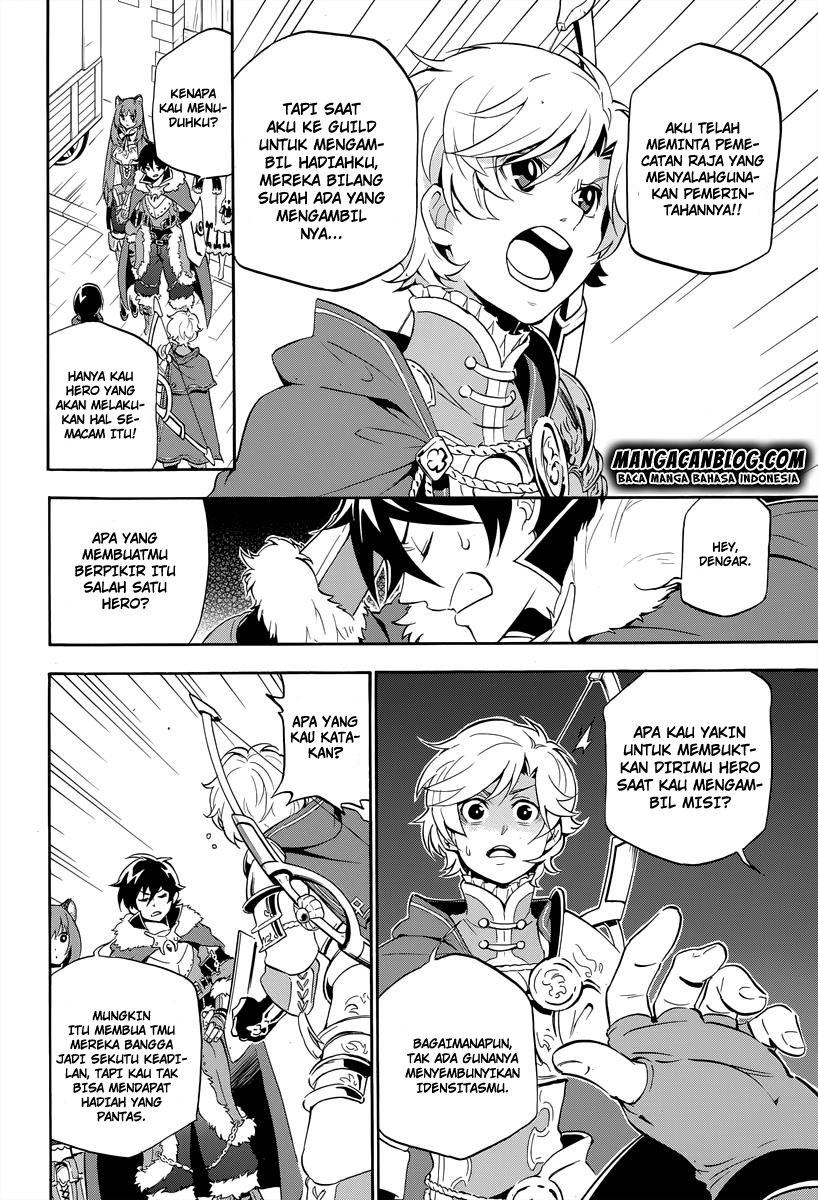 AKU TELAH
MEMINTA PEME-
CATAN RAJA YANG
MENYALAHGUNA-
KAN PEMERIN-
TAHANNYA!!
TAPI SAAT
AKU KE GUILD
UNTUK MENGAM-
BIL HADIAHKU,
MEREKA BILANG
SUDAH ADA YANG
MENGAMBIL
NYA...
KENAPA
KAU MENU-
DUHKU?
HANYA KAU
HERO YANG
AKAN MELAKU-
KAN HAL SE-
MACAM ITU!
MANGACANBLOG.COM
BACA MANGA BAHASA INDONESIA
HEY,
DENGAR.
APA YANG
MEMBUATMU
BERPIKIR ITU
SALAH SATU
HERO?
APA KAU YAKIN
UNTUK MEMBUKT-
KAN DIRIMU HERO
SAAT KAU MENGAM-
BIL MISI?
BAGAIMANAPUN,
TAK ADA GUNANYA
MENYEMBUNYIKAN
IDENSITASMU.
APA YANG
KAU KATA-
KAN?
MUNGKIN
ITU MEMBUA TMU
MEREKA BANGGA
JADI SEKUTU KEADI-
LAN, TAPI KAU TAK
BISA MENDAPAT
HADIAH YANG
PANTAS.